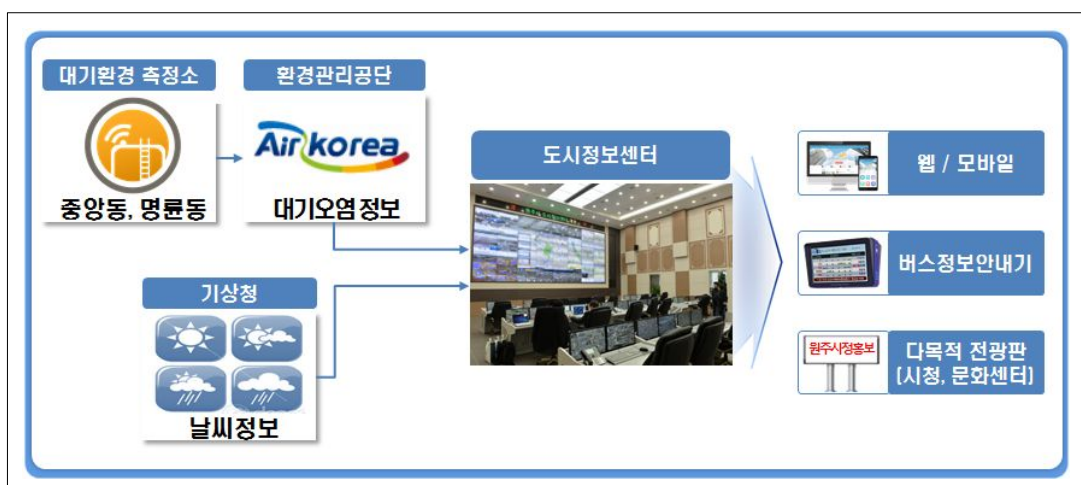 대기환경 측정소
환경관리공단
Air korea
중앙동, 명륜동
대기오염정보
도시정보센터
기상청
날씨정보
웹 / 모바일
버스정보안내기
원주시정홍보
다목적 전광판
(시청, 문화센터)